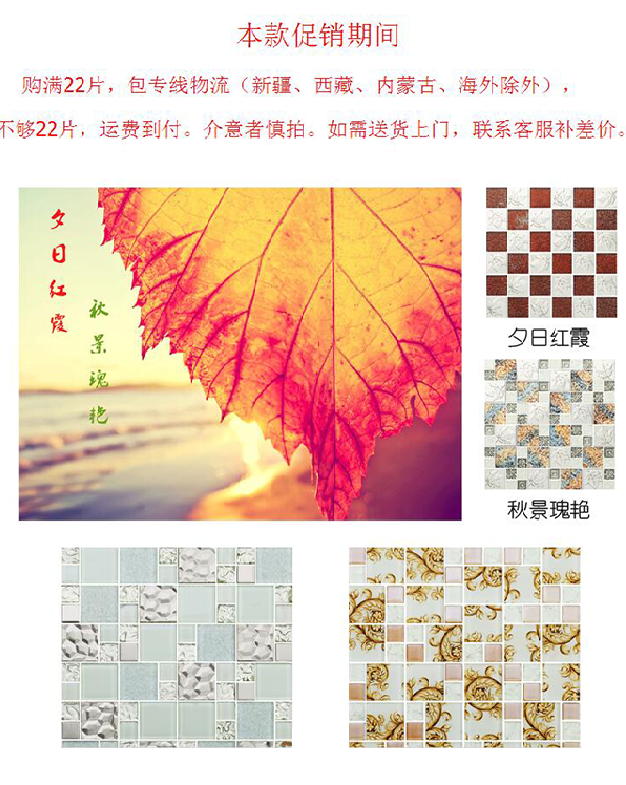 本款促销期间
购满22片，包专线物流（新疆、西藏、内蒙古、海外除外），
不够22片，运费到付。介意者慎拍。如需送货上门，联系客服补差价。
夕日红霞
秋景瑰艳
夕日红霞
秋景瑰艳